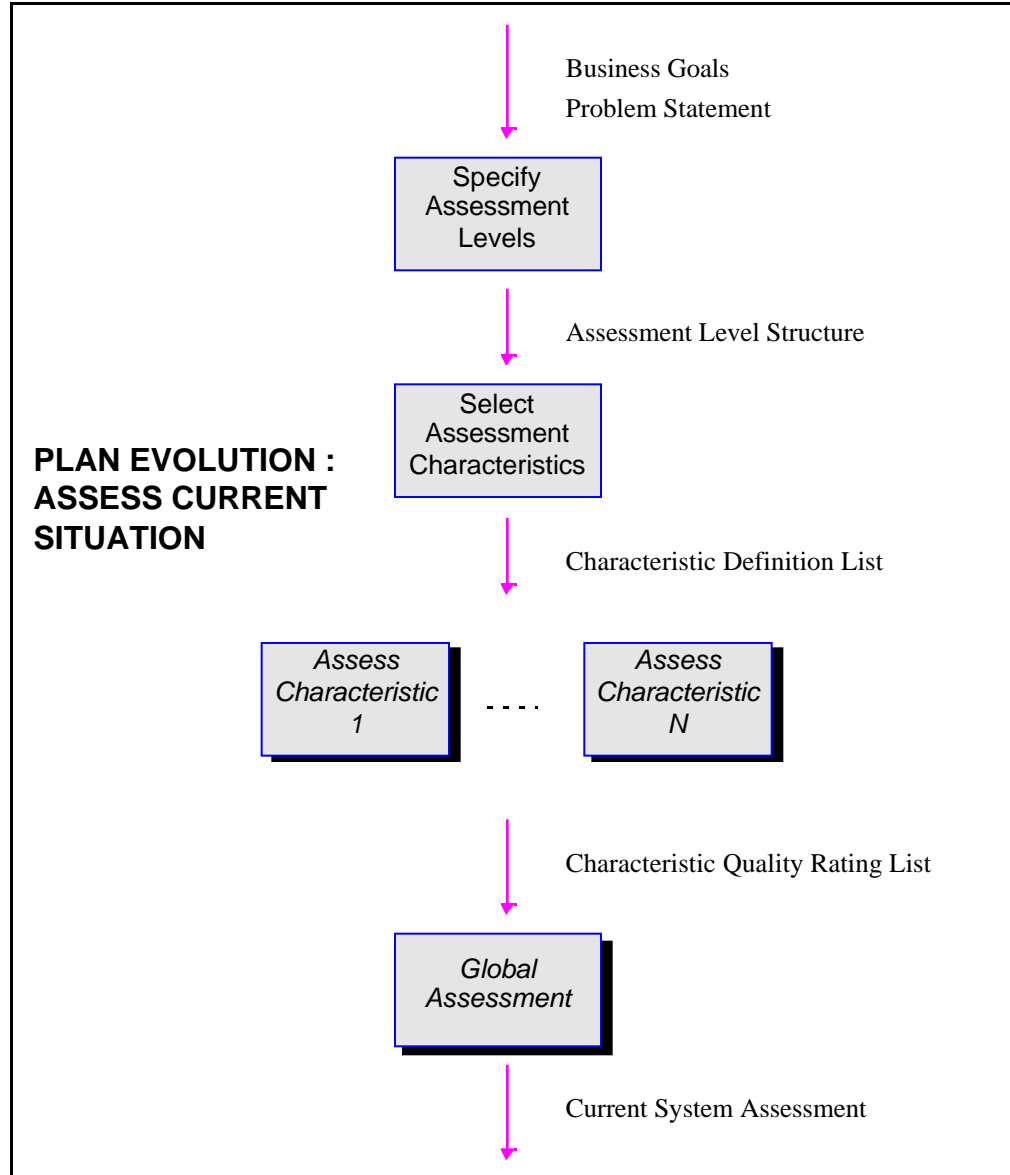 Business Goals
Problem Statement
Specify
Assessment
Levels
Assessment Level Structure
Select
Assessment
Characteristics
PLAN EVOLUTION :
ASSESS CURRENT
SITUATION
Characteristic Definition List
Assess
Characteristic
1
Assess
Characteristic
N
Characteristic Quality Rating List
Global
Assessment
Current System Assessment